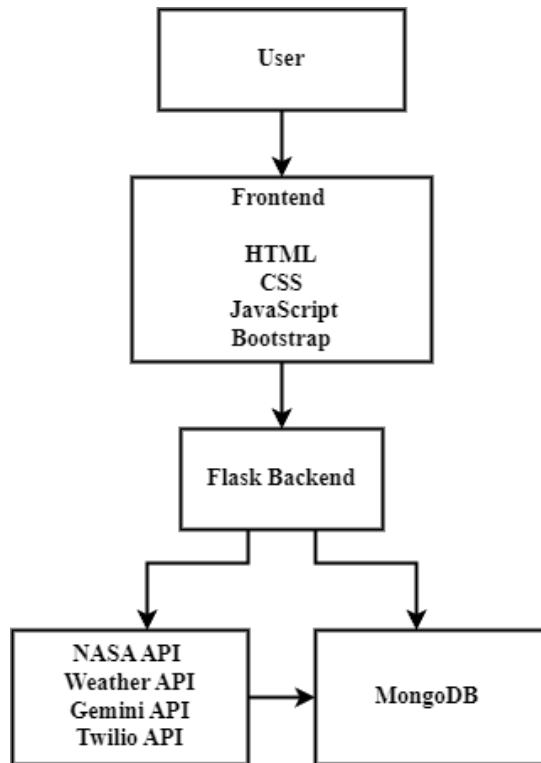 User
Frontend
HTML
CSS
JavaScript
Bootstrap
Flask Backend
NASA API
Weather API
Gemini API
Twilio API
MongoDB